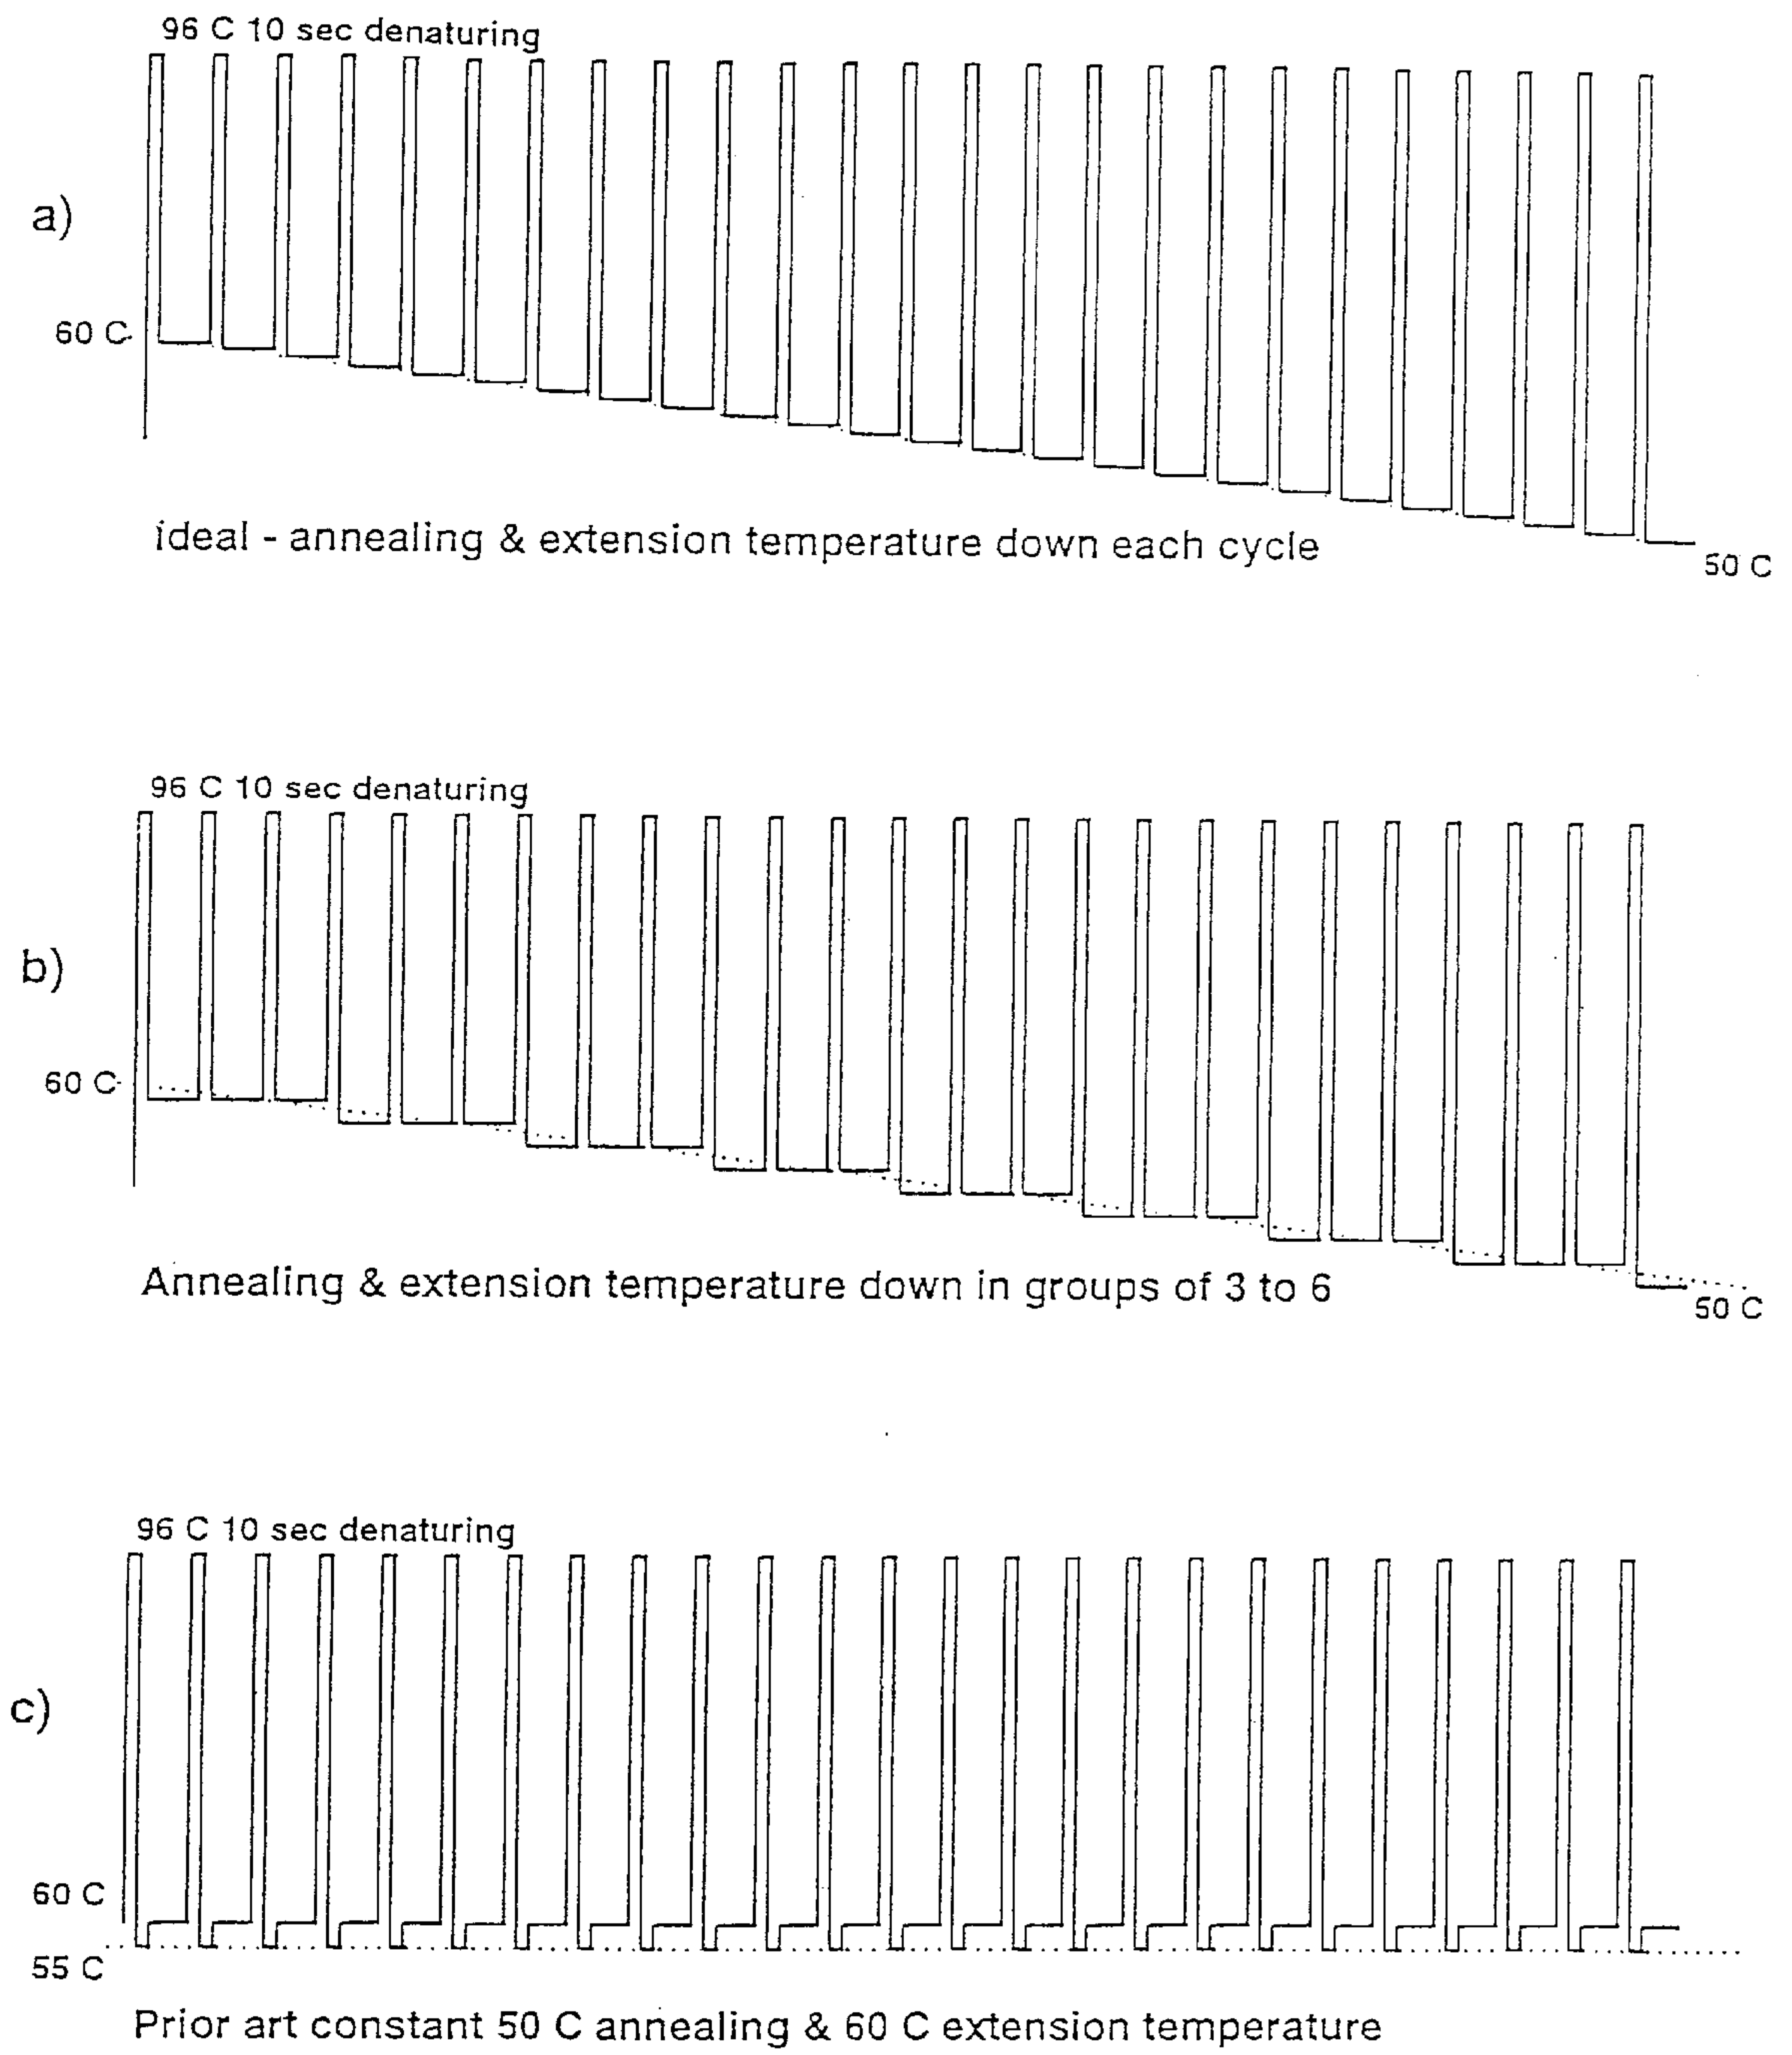 96 C 10 sec denaturing
a)
60 C
ideal - annealing & extension temperature down each cycle
50 C
96 C 10 sec denaturing
b)
60 C
Annealing & extension temperature down in groups of 3 to 6
50 C
96 C 10 sec denaturing
c)
60 C
55 C
Prior art constant 50 C annealing & 60 C extension temperature